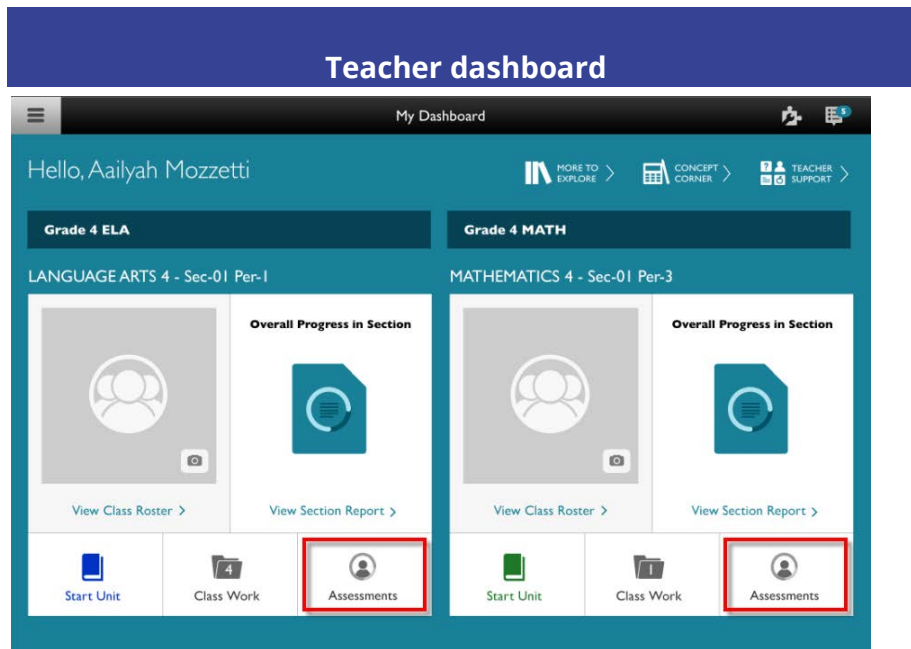 Teacher dashboard
My Dashboard
5
Hello, Aailyah Mozzetti
MORE TO
EXPLORE
CONCEPT
CORNER
TEACHER
SUPPORT
Grade 4 ELA
Grade 4 MATH
LANGUAGE ARTS 4 - Sec-01 Per-1
MATHEMATICS 4 - Sec-01 Per-3
Overall Progress in Section
Overall Progress in Section
View Class Roster >
View Section Report >
View Class Roster >
View Section Report >
4
1
Start Unit
Class Work
Assessments
Start Unit
Class Work
Assessments